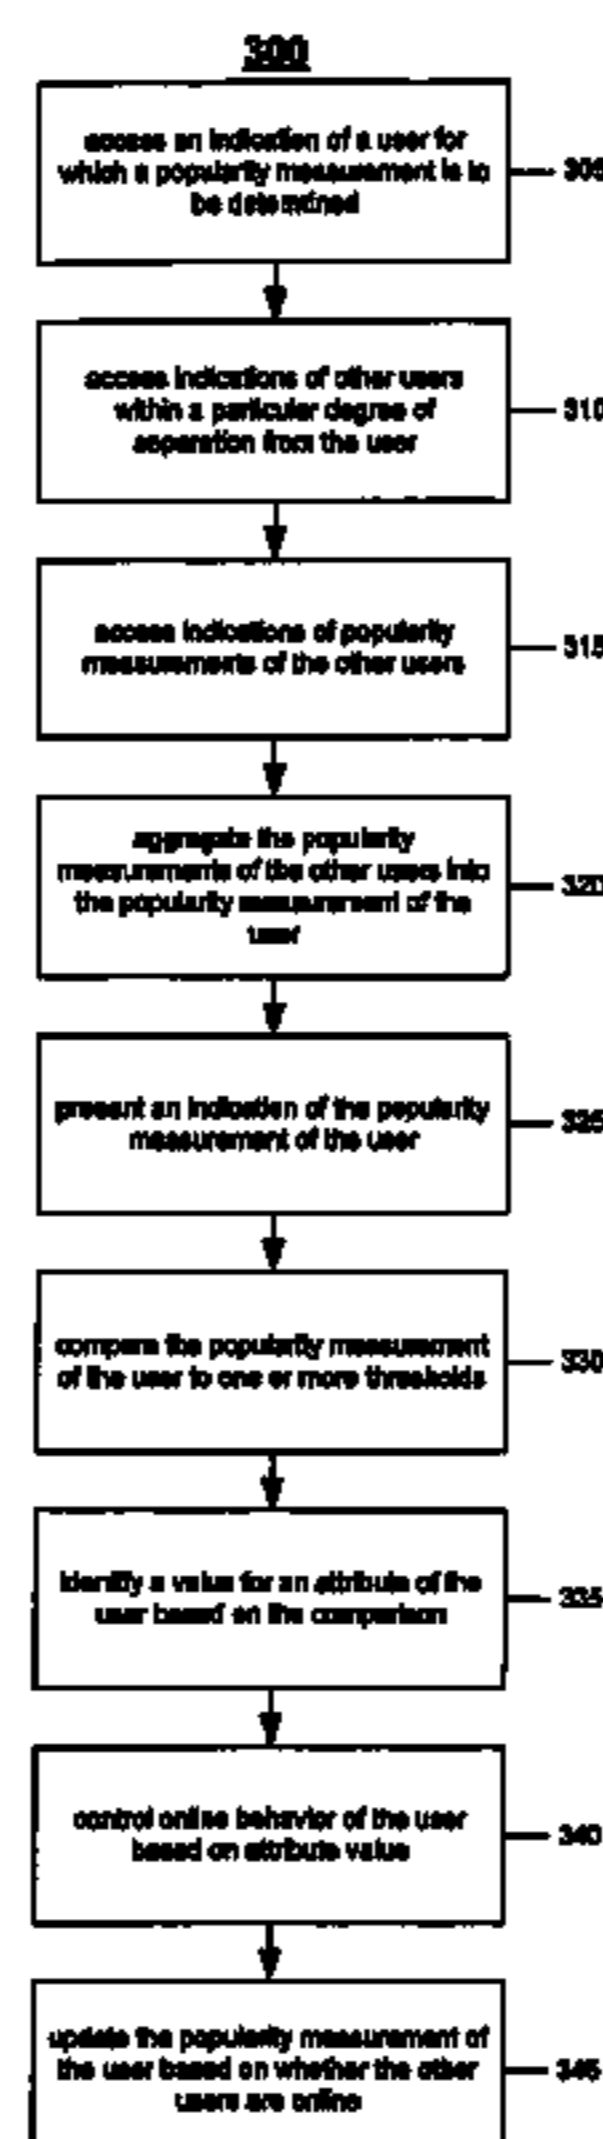 300
access an indication of a user for
which a popularity measurement is to
be determined
305
access indications of other users
within a particular degree of
separation from the user
310
access indications of popularity
measurements of the other users
315
aggregate the popularity
measurements of the other users into
the popularity measurement of the
user
320
present an indication of the popularity
measurement of the user
325
compare the popularity measurement
of the user to one or more thresholds
330
identify a value for an attribute of the
user based on the comparison
335
control online behavior of the user
based on attribute value
340
update the popularity measurement of
the user based on whether the other
users are online
345